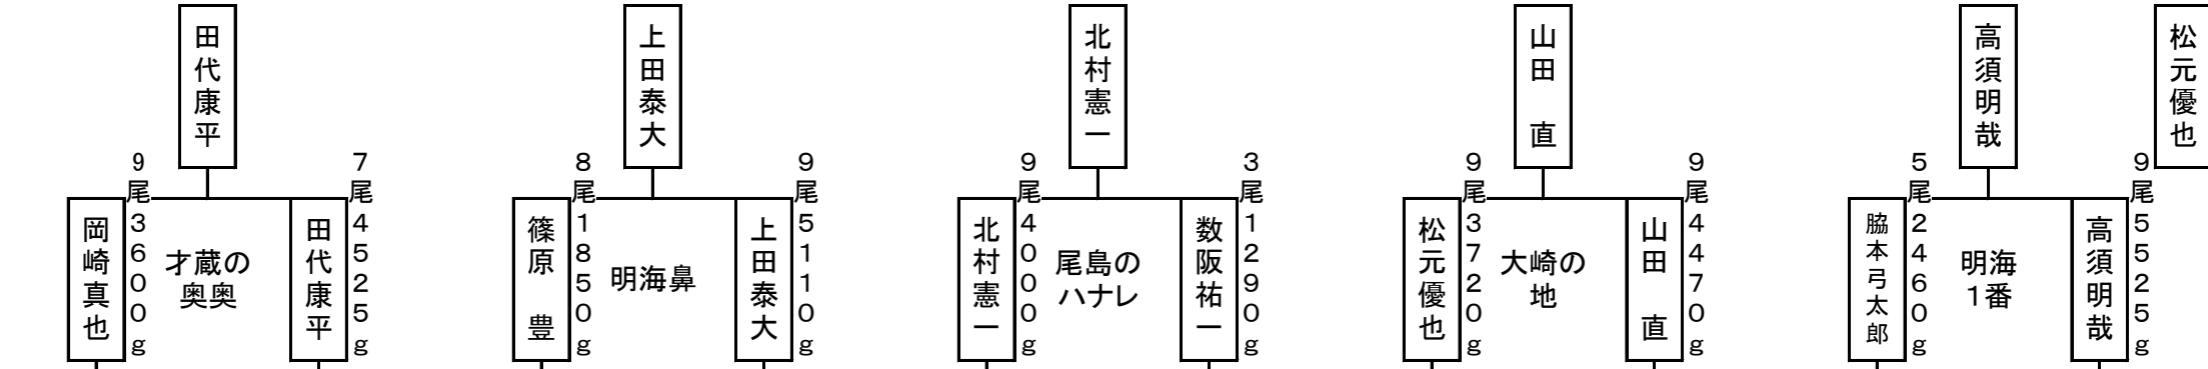 田代康平
上田泰大
北村憲一
山田　直
高須明哉
松元優也
9尾3600g
岡崎真也
才蔵の
奥奥
田代康平
7尾4525g
篠原　豊
8尾1850g
明海鼻
上田泰大
9尾5110g
北村憲一
9尾4000g
尾島の
ハナレ
数阪祐一
3尾1290g
松元優也
9尾3720g
大崎の
地
山田　直
9尾4470g
脇本弓太郎
5尾2460g
明海
1番
高須明哉
9尾5525g